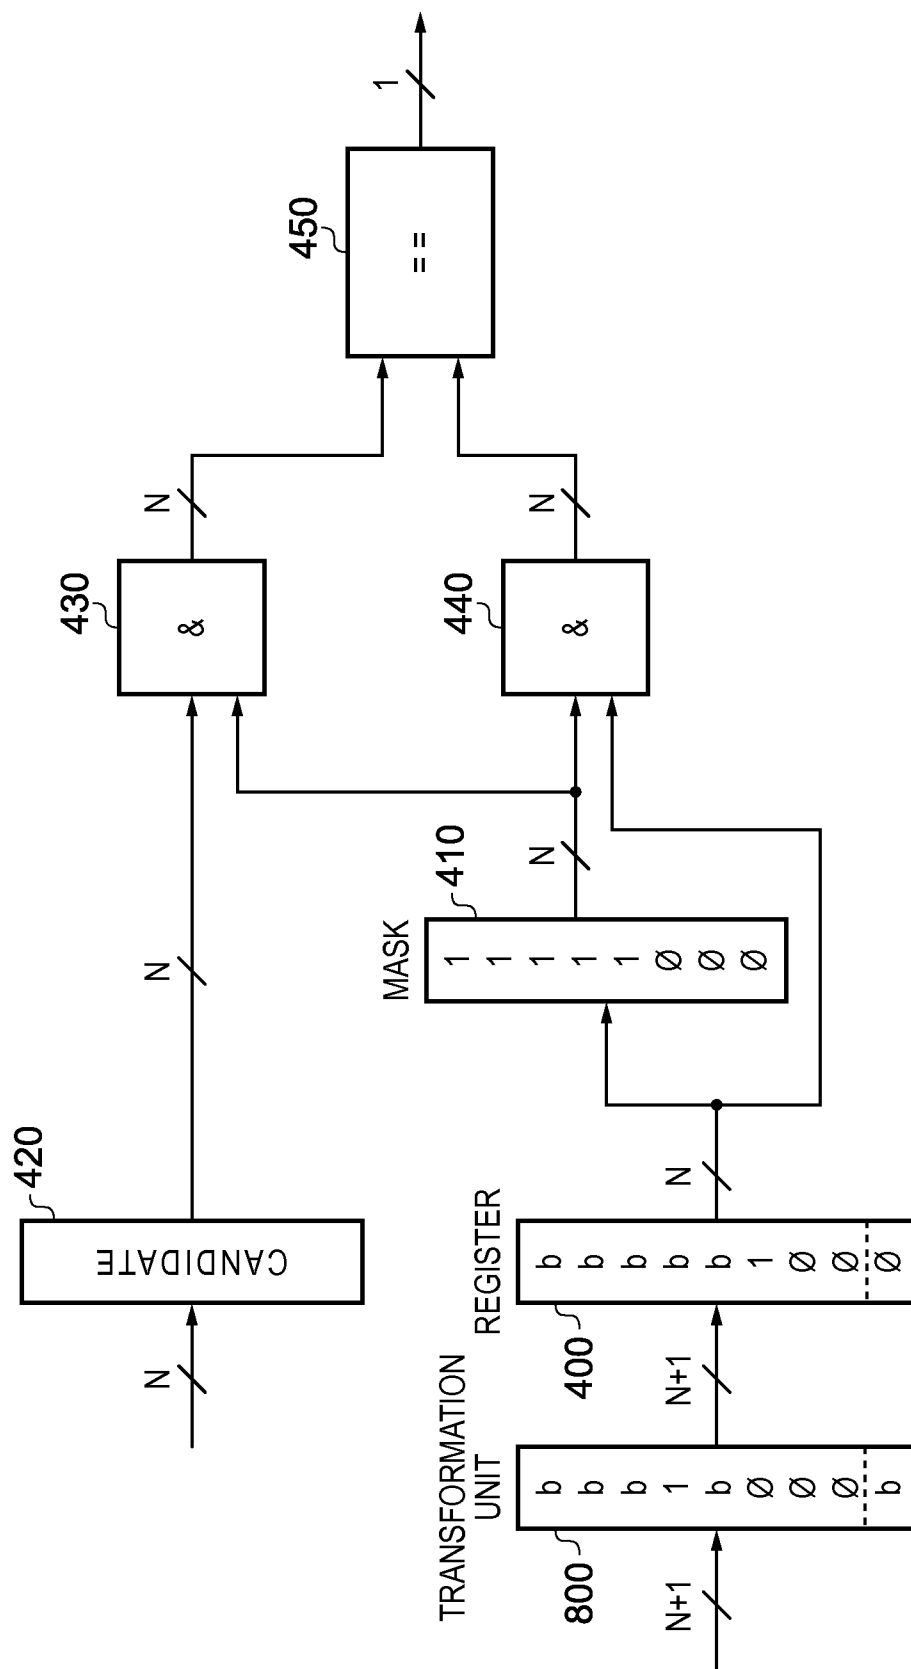 N
420
CANDIDATE
N
430
&
N
450
==
1
MASK
410
1
1
1
1
1
Ø
Ø
Ø
N
440
&
N
TRANSFORMATION
UNIT
800
N+1
b
b
b
1
b
Ø
Ø
Ø
b
N+1
REGISTER
400
b
b
b
b
b
1
Ø
Ø
Ø
N